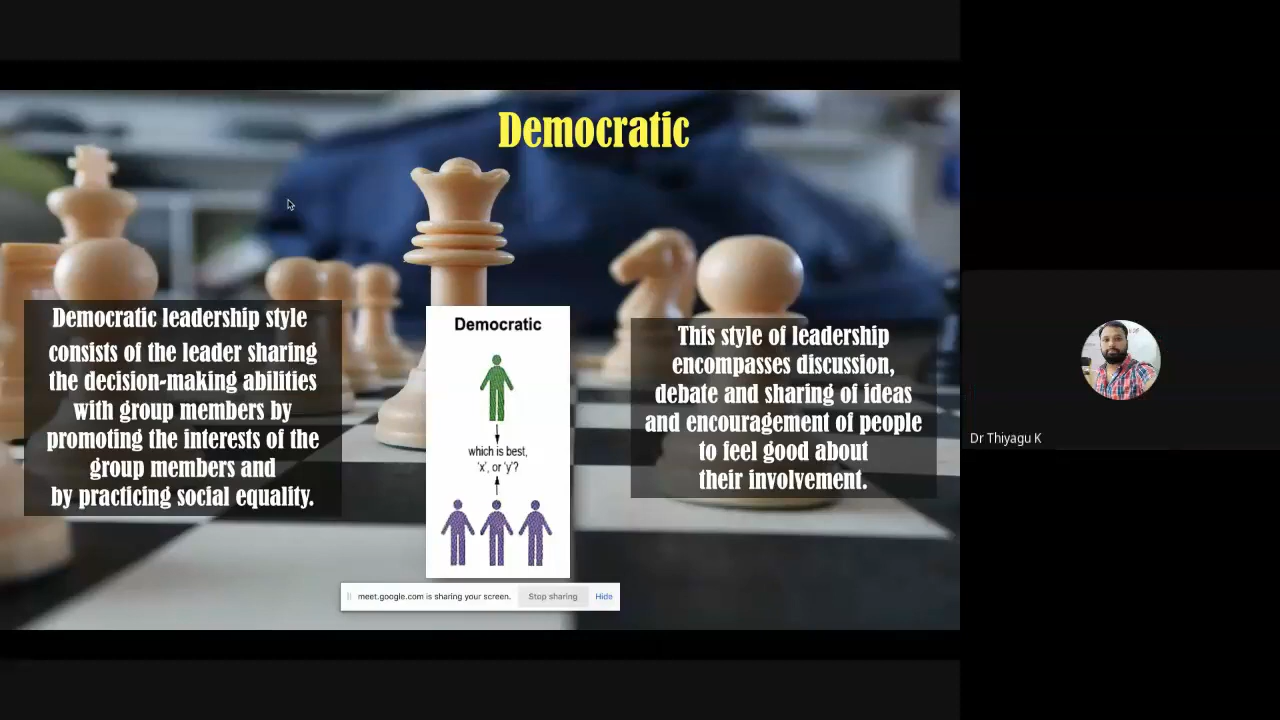 Democratic
Democratic leadership style
consists of the leader sharing
the decision-making abilities
with group members by
promoting the interests of the
group members and
by practicing social equality.
Democratic
which is best,
'x', or 'y'?
This style of leadership
encompasses discussion,
debate and sharing of ideas
and encouragement of people
to feel good about
their involvement.
meet.google.com is sharing your screen. Stop sharing Hide
Dr Thiyagu K